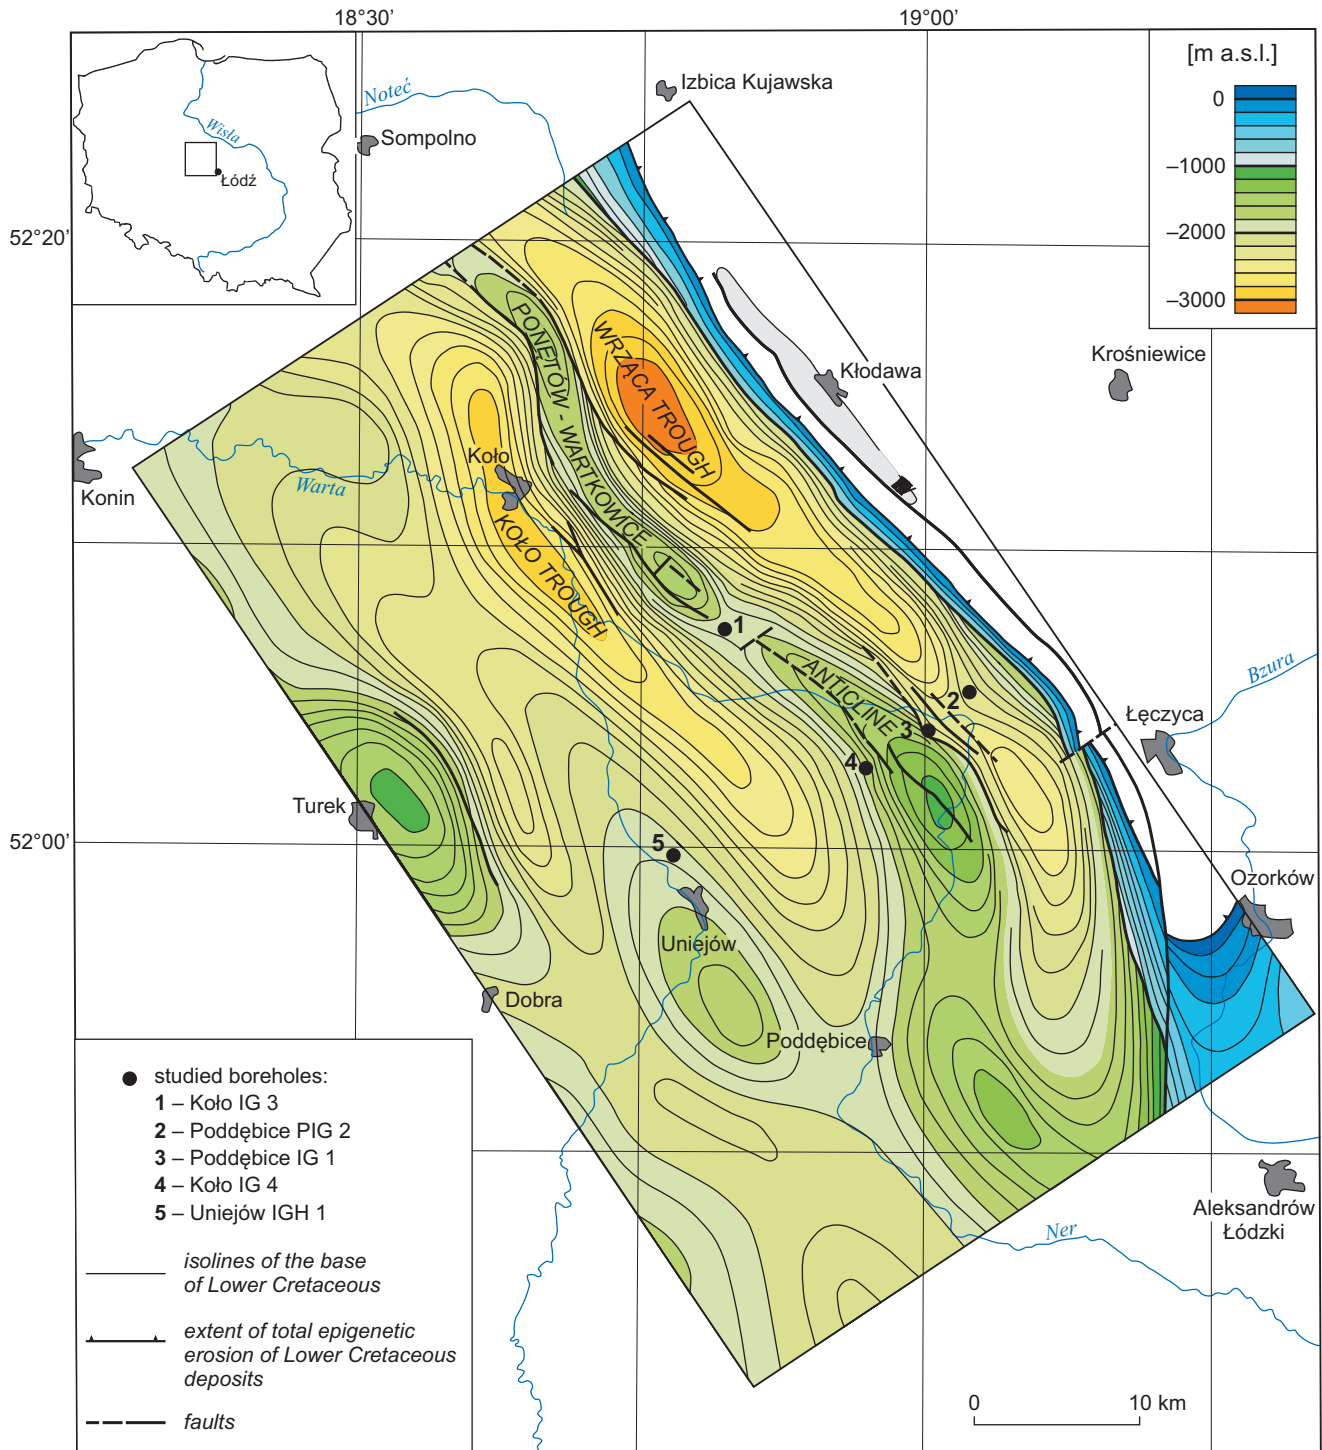 18°30’
19°00’
[m a.s.l.]
0
–1000
–2000
–3000
Izbica Kujawska
Noteć
Sompolno
Wisła
Łódź
52°20’
Krośniewice
Kłodawa
PONĘTÓW - WARTKOWICE
ANTICLINE
WRZĄCA TROUGH
Koło
Konin
Warta
KOŁO TROUGH
1
2
3
4
5
Bzura
Łęczyca
Turek
52°00’
Ozorków
Uniejów
Dobra
Poddębice
Aleksandrów
Łódzki
Ner
studied boreholes:
1 – Koło IG 3
2 – Poddębice PIG 2
3 – Poddębice IG 1
4 – Koło IG 4
5 – Uniejów IGH 1
isolines of the base
of Lower Cretaceous
extent of total epigenetic
erosion of Lower Cretaceous
deposits
faults
0 10 km